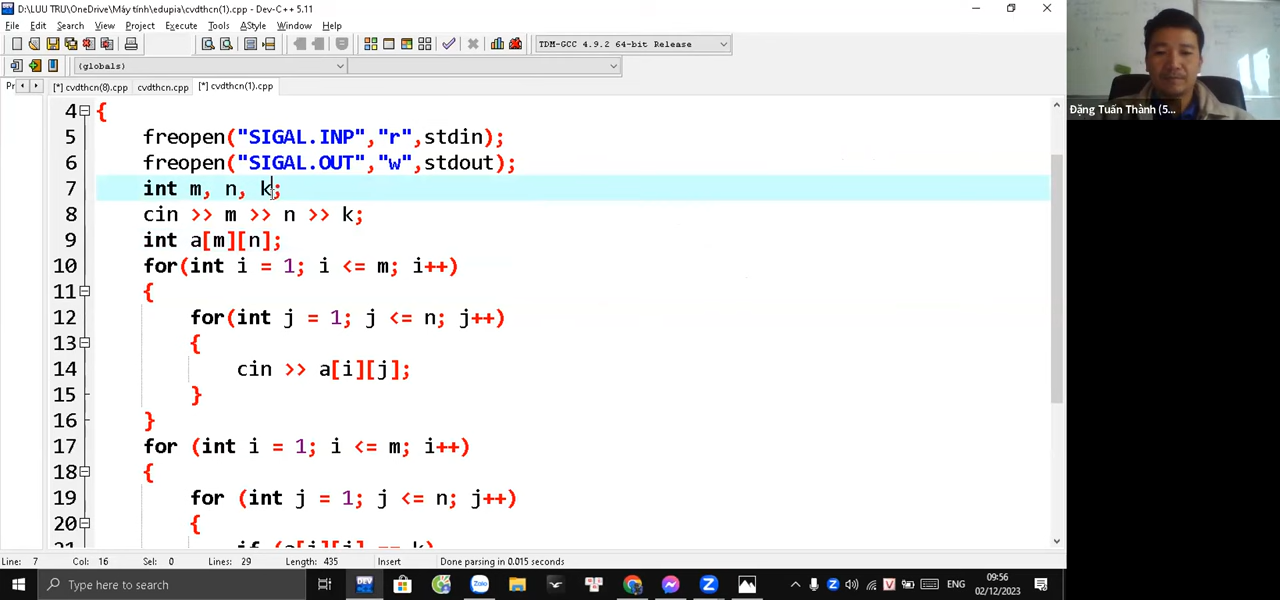 D:\LUU TRU\OneDrive\Máy tính\edupia\cvdthcn(1).cpp - Dev-C++ 5.11
File Edit Search View Project Execute Tools AStyle Window Help
TDM-GCC 4.9.2 64-bit Release
(globals)
Pr [*] cvdthcn(8).cpp cvdthcn.cpp [*] cvdthcn(1).cpp
Đặng Tuấn Thành (5...
4 {
5 freopen("SIGAL.INP","r",stdin);
6 freopen("SIGAL.OUT","w",stdout);
7 int m, n, k;
8 cin >> m >> n >> k;
9 int a[m][n];
10 for(int i = 1; i <= m; i++)
11 {
12 for(int j = 1; j <= n; j++)
13 {
14 cin >> a[i][j];
15 }
16 }
17 for (int i = 1; i <= m; i++)
18 {
19 for (int j = 1; j <= n; j++)
20 {
21 if (a[i][j] == k)
Line: 7 Col: 16 Sel: 0 Lines: 29 Length: 435 Insert Done parsing in 0.015 seconds
Type here to search
DEV Zalo ENG
09:56
02/12/2023